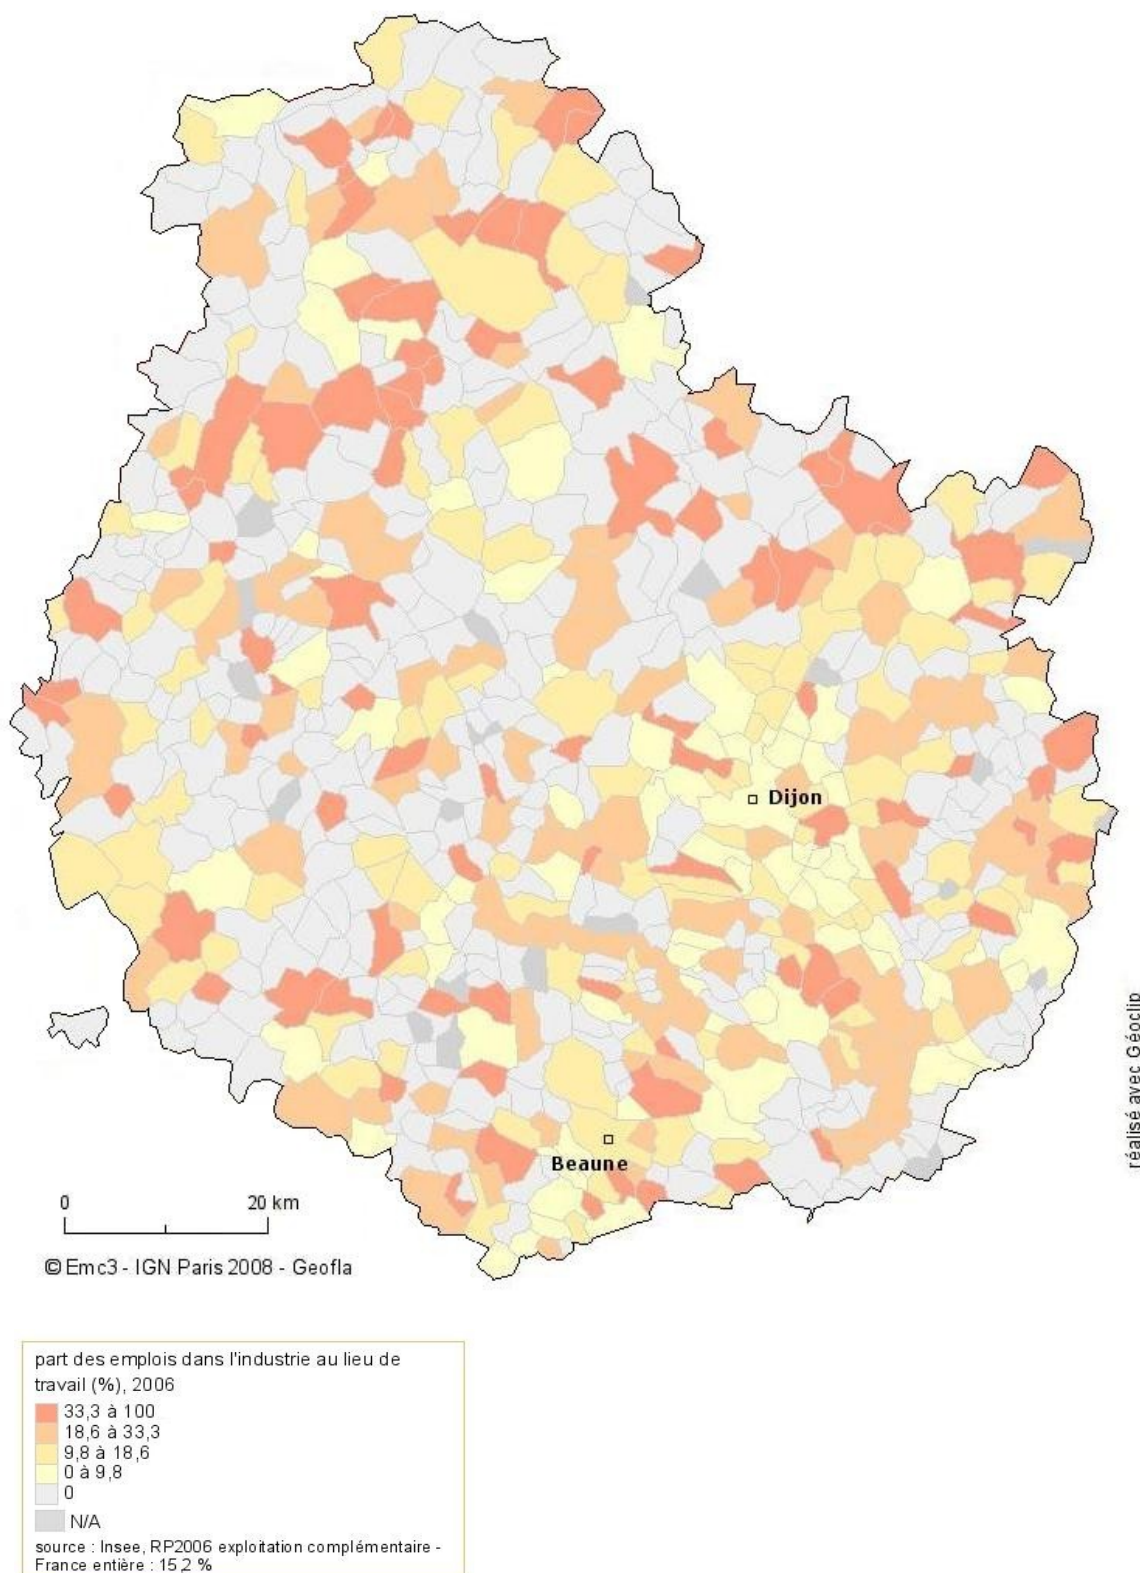 Dijon
Beaune
0 20 km
© Emc3 - IGN Paris 2008 - Geofla
réalisé avec Géoclip
part des emplois dans l'industrie au lieu de
travail (%), 2006
33,3 à 100
18,6 à 33,3
9,8 à 18,6
0 à 9,8
0
N/A
source : Insee, RP2006 exploitation complémentaire -
France entière : 15,2 %